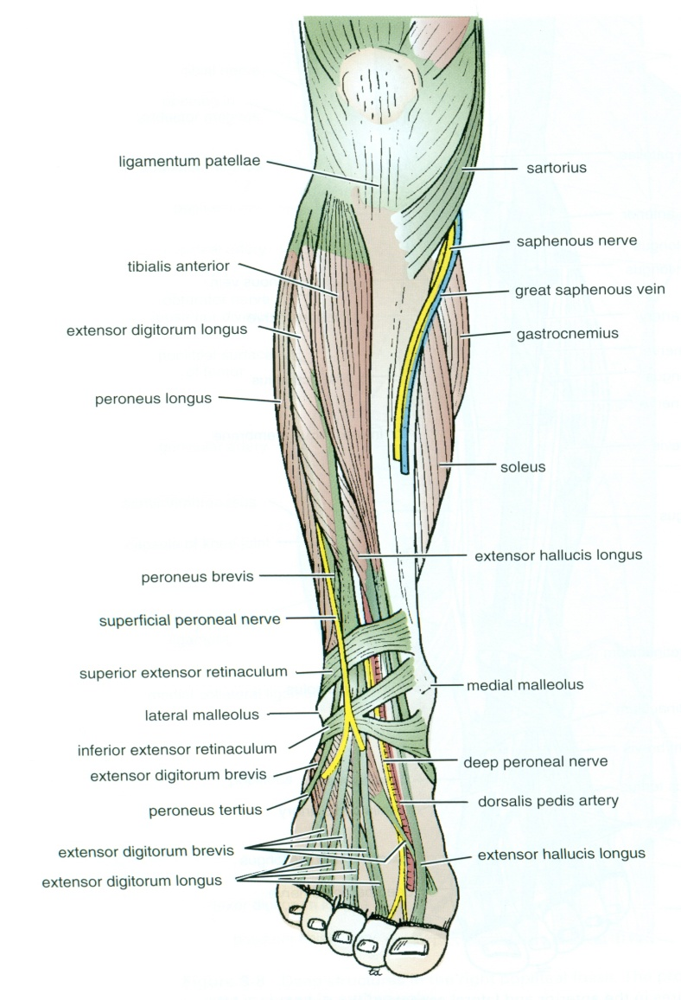 ligamentum patellae
sartorius
saphenous nerve
tibialis anterior
great saphenous vein
extensor digitorum longus
gastrocnemius
peroneus longus
soleus
extensor hallucis longus
peroneus brevis
superficial peroneal nerve
superior extensor retinaculum
medial malleolus
lateral malleolus
inferior extensor retinaculum
deep peroneal nerve
extensor digitorum brevis
dorsalis pedis artery
peroneus tertius
extensor digitorum brevis
extensor hallucis longus
extensor digitorum longus
td